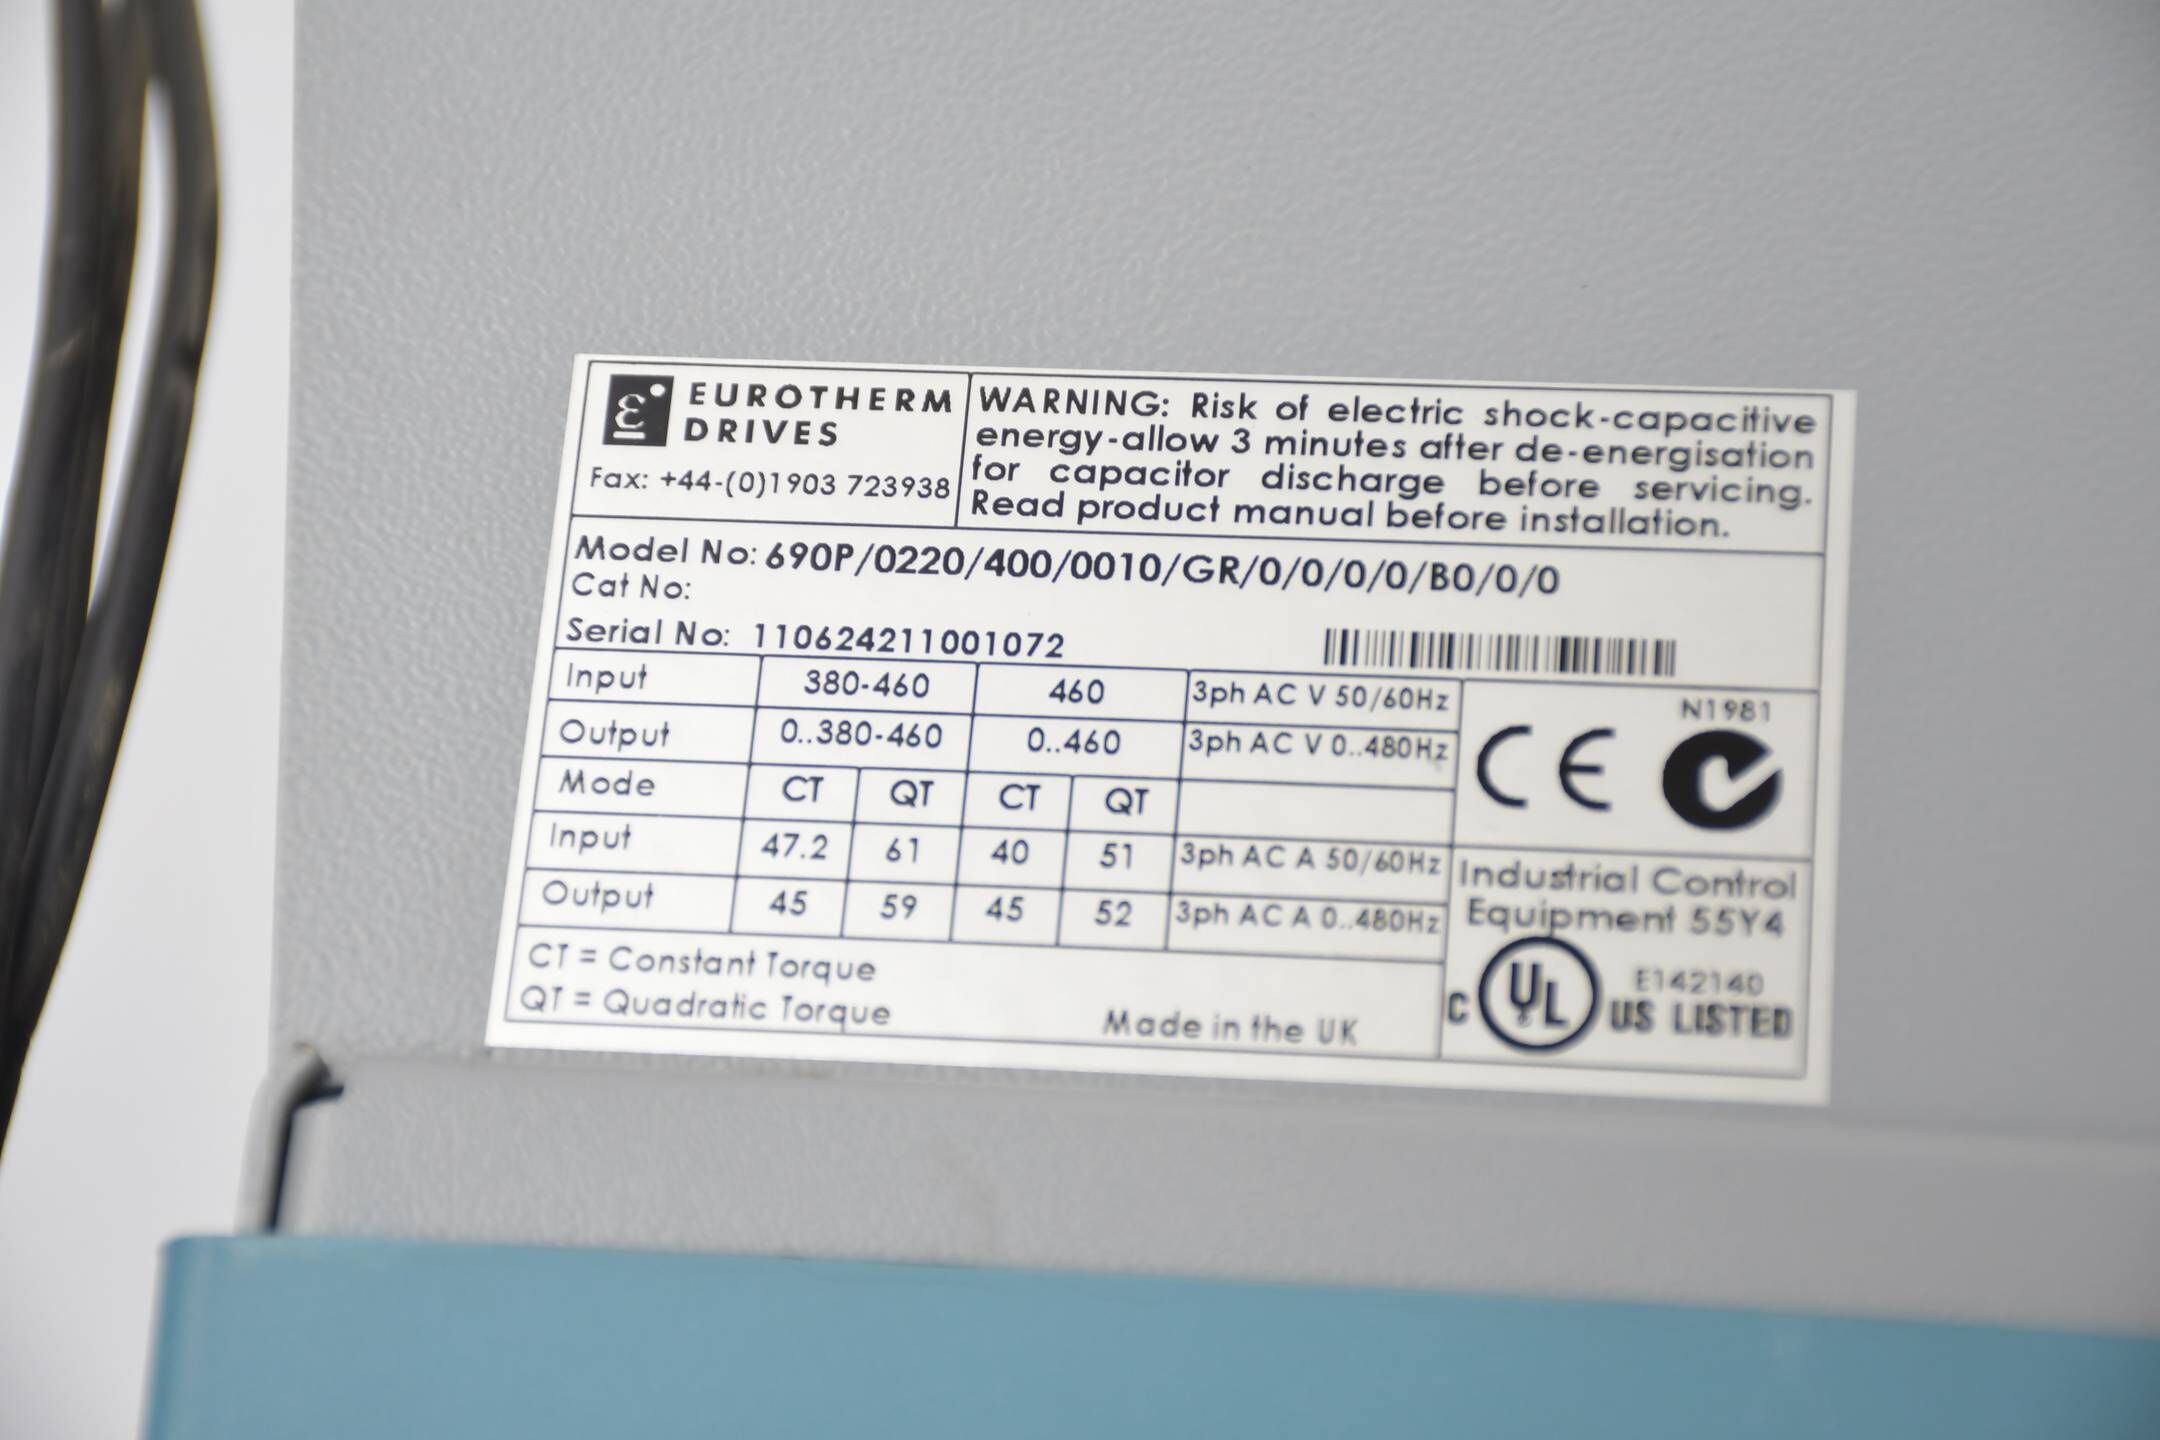 EUROTHERM
DRIVES
Fax: +44-(0)1903 723938
WARNING: Risk of electric shock-capacitive
energy-allow 3 minutes after de-energisation
for capacitor discharge before servicing.
Read product manual before installation.
Model No: 690P/0220/400/0010/GR/0/0/0/0/B0/0/0
Cat No:
Serial No: 110624211001072
Input 380-460 460 3ph AC V 50/60Hz
Output 0..380-460 0..460 3ph AC V 0..480Hz
Mode CT QT CT QT
Input 47.2 61 40 51 3ph AC A 50/60Hz
Output 45 59 45 52 3ph AC A 0..480Hz
CT = Constant Torque
QT = Quadratic Torque
Made in the UK
N1981
CE
Industrial Control
Equipment 55Y4
E142140
C UL US LISTED